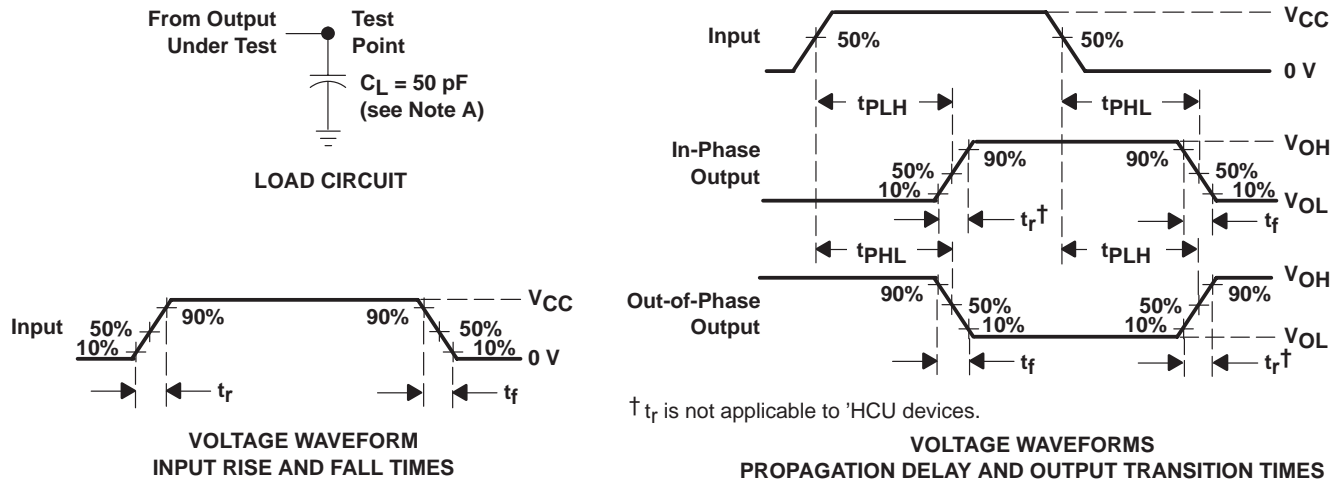 From Output
Under Test
Test
Point
CL = 50 pF
(see Note A)
LOAD CIRCUIT
Input
50%
10%
90%
90%
50%
10%
VCC
0 V
tr
tf
VOLTAGE WAVEFORM
INPUT RISE AND FALL TIMES
Input
50%
50%
VCC
0 V
tPLH
tPHL
In-Phase
Output
50%
10%
90%
90%
50%
10%
VOH
VOL
tr†
tf
tPHL
tPLH
Out-of-Phase
Output
90%
50%
10%
50%
10%
90%
VOH
VOL
tf
tr†
† tr is not applicable to ’HCU devices.
VOLTAGE WAVEFORMS
PROPAGATION DELAY AND OUTPUT TRANSITION TIMES